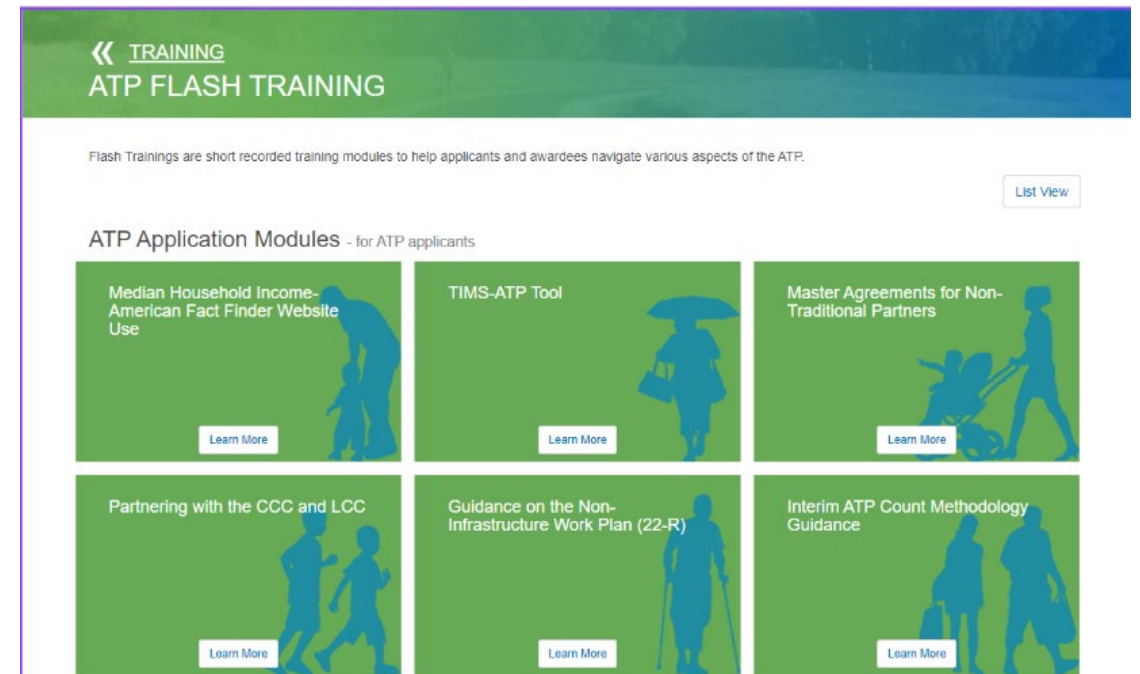 « TRAINING
ATP FLASH TRAINING
Flash Trainings are short recorded training modules to help applicants and awardees navigate various aspects of the ATP.
List View
ATP Application Modules - for ATP applicants
Median Household Income-
American Fact Finder Website
Use
Learn More
TIMS-ATP Tool
Learn More
Master Agreements for Non-
Traditional Partners
Learn More
Partnering with the CCC and LCC
Learn More
Guidance on the Non-
Infrastructure Work Plan (22-R)
Learn More
Interim ATP Count Methodology
Guidance
Learn More